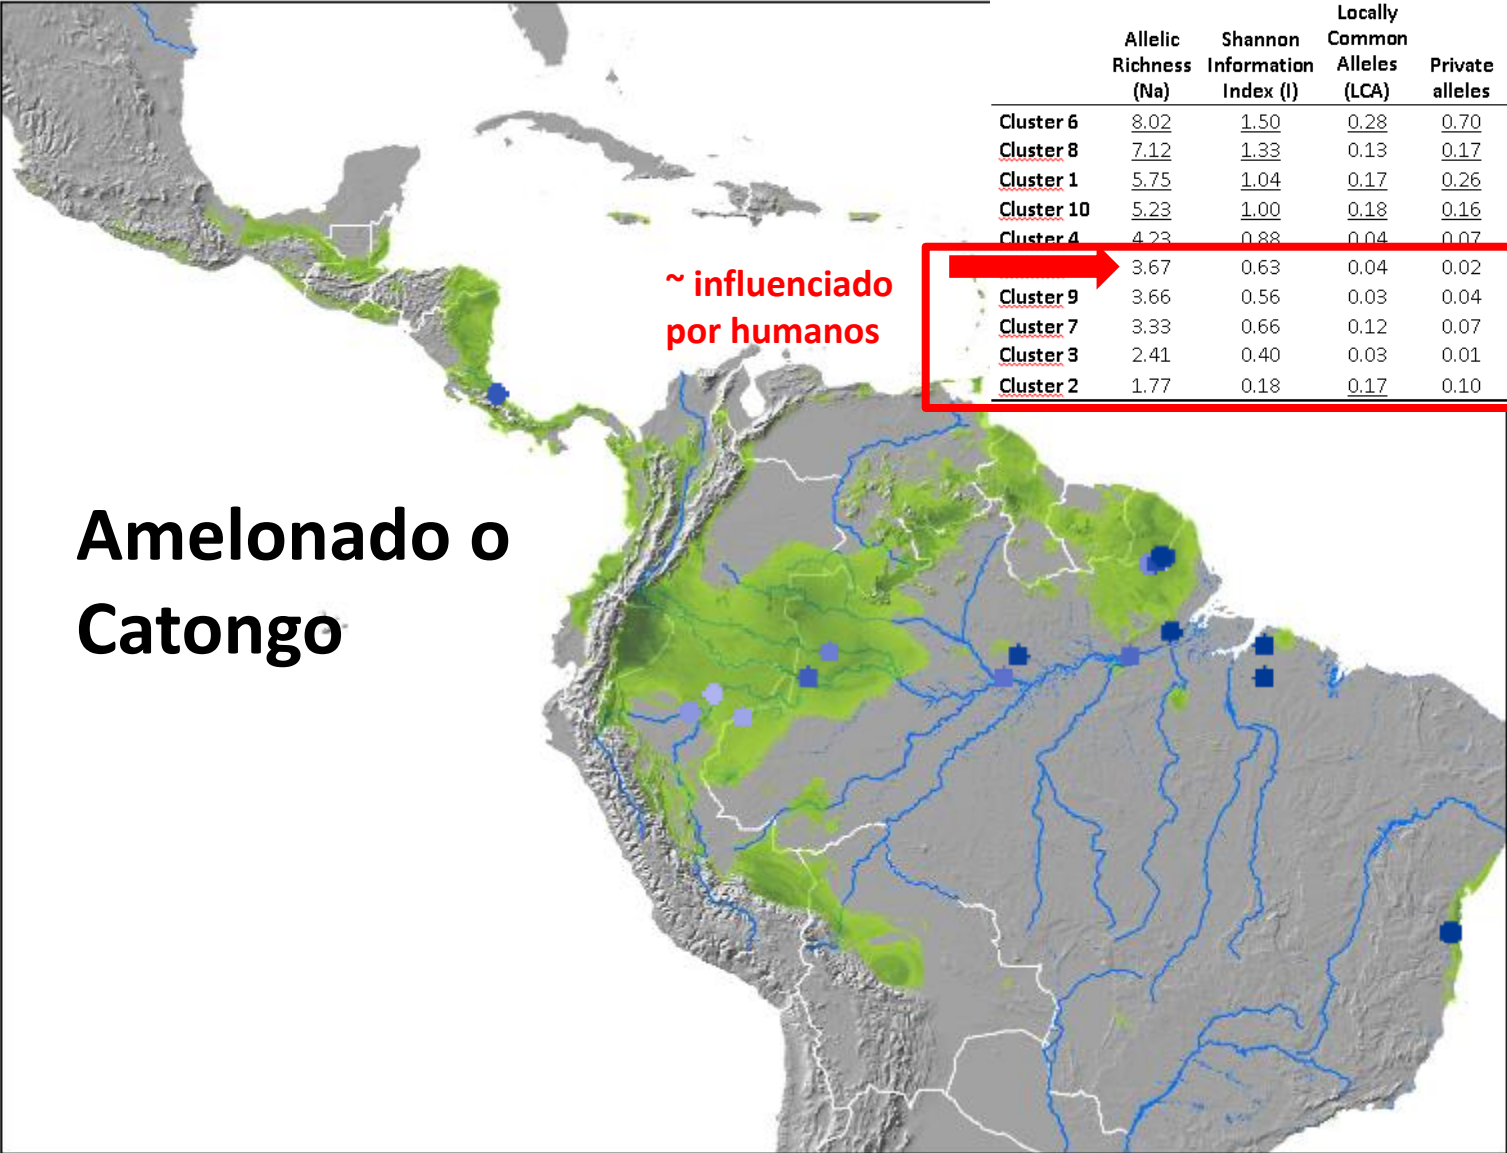 Allelic Richness (Na) Shannon Information Index (I) Locally Common Alleles (LCA) Private alleles
Cluster 6 8.02 1.50 0.28 0.70
Cluster 8 7.12 1.33 0.13 0.17
Cluster 1 5.75 1.04 0.17 0.26
Cluster 10 5.23 1.00 0.18 0.16
Cluster 4 4.23 0.88 0.04 0.07
3.67 0.63 0.04 0.02
Cluster 9 3.66 0.56 0.03 0.04
Cluster 7 3.33 0.66 0.12 0.07
Cluster 3 2.41 0.40 0.03 0.01
Cluster 2 1.77 0.18 0.17 0.10
~ influenciado
por humanos
Amelonado o
Catongo